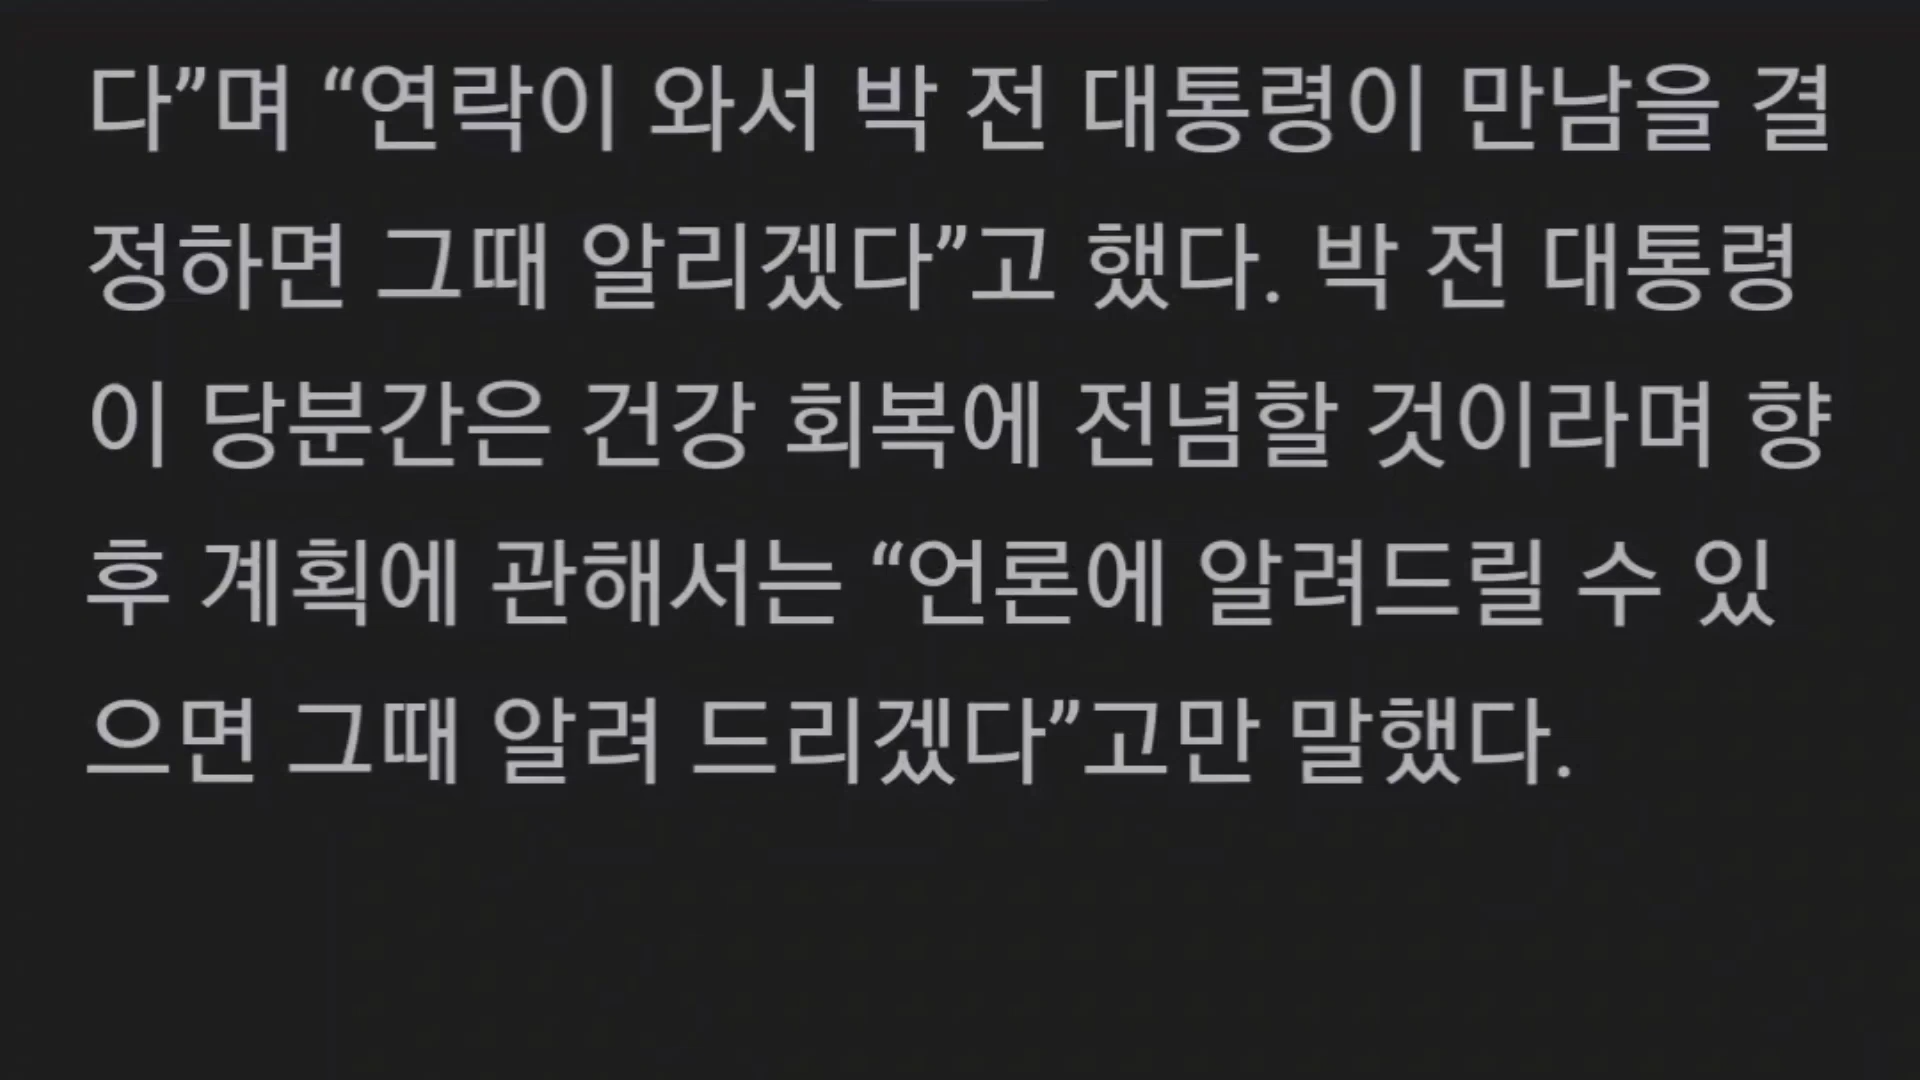 다”며 “연락이 와서 박 전 대통령이 만남을 결
정하면 그때 알리겠다”고 했다. 박 전 대통령
이 당분간은 건강 회복에 전념할 것이라며 향
후 계획에 관해서는 “언론에 알려드릴 수 있
으면 그때 알려 드리겠다”고만 말했다.